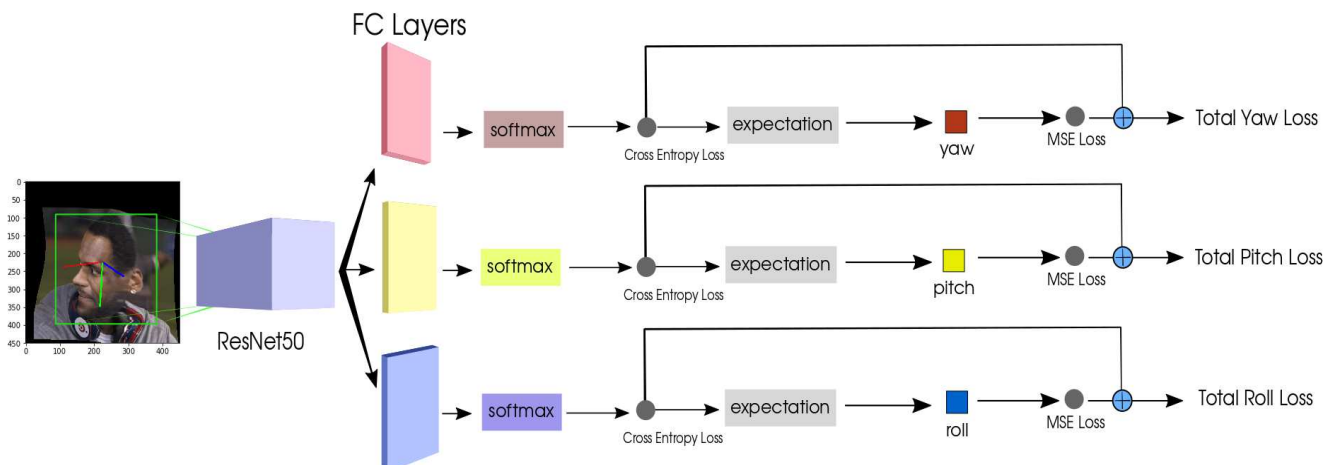 FC Layers
softmax
Cross Entropy Loss
expectation
yaw
MSE Loss
Total Yaw Loss
0
50
100
150
200
250
300
350
400
450
0
100
200
300
400
ResNet50
softmax
Cross Entropy Loss
expectation
pitch
MSE Loss
Total Pitch Loss
softmax
Cross Entropy Loss
expectation
roll
MSE Loss
Total Roll Loss